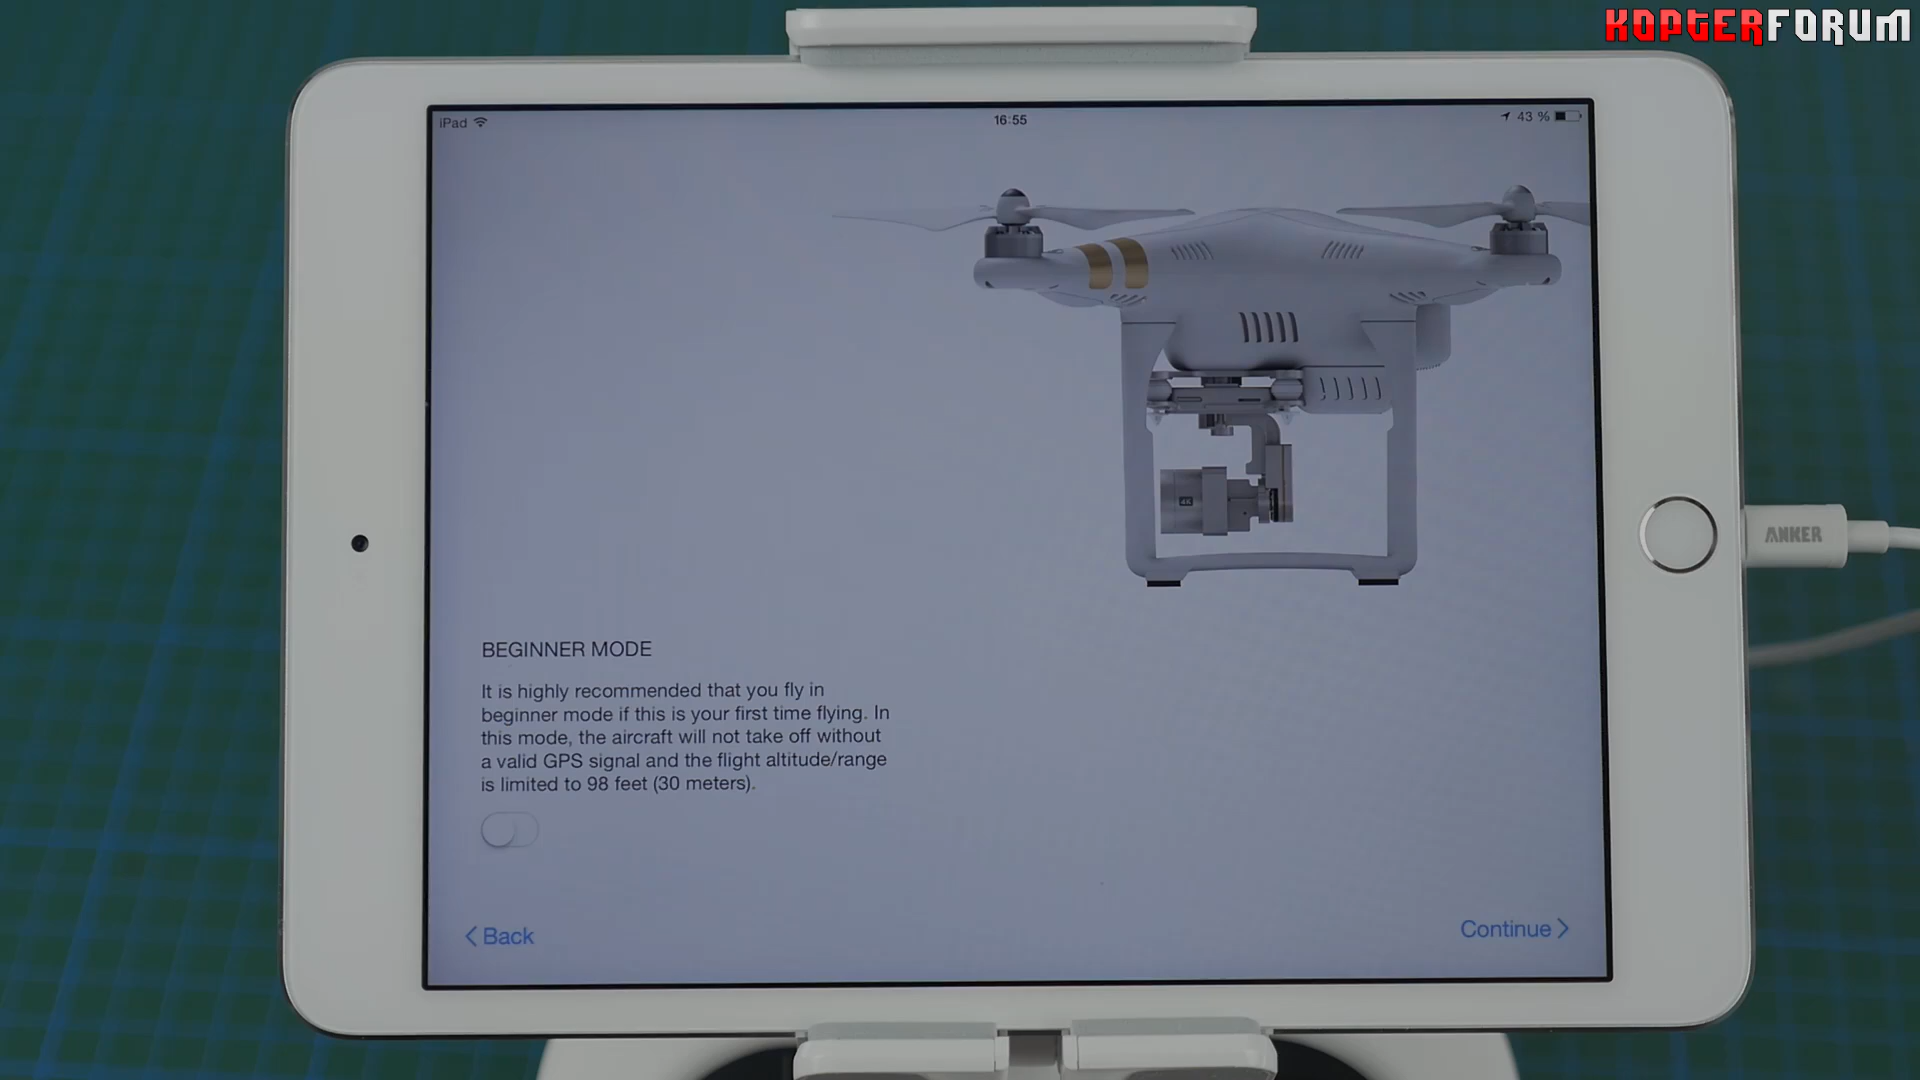 KOPTERFORUM
iPad
16:55
43 %
4K
ANKER
BEGINNER MODE
It is highly recommended that you fly in
beginner mode if this is your first time flying. In
this mode, the aircraft will not take off without
a valid GPS signal and the flight altitude/range
is limited to 98 feet (30 meters).
Back
Continue